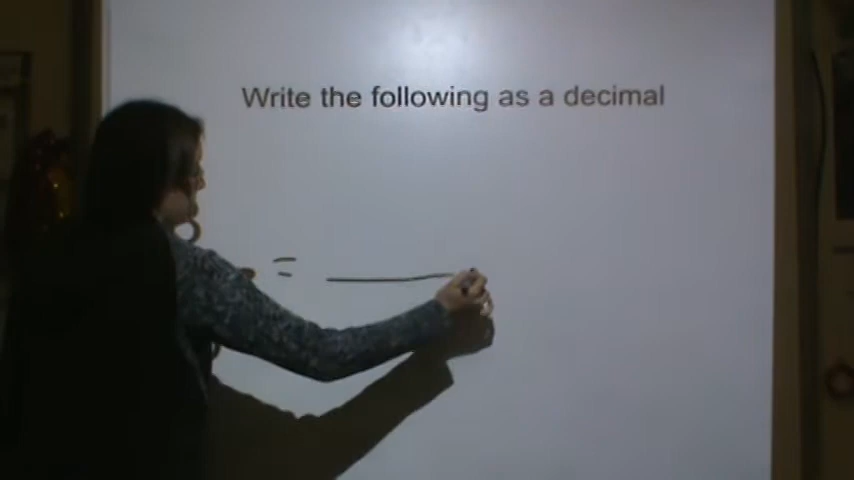 Write the following as a decimal
=